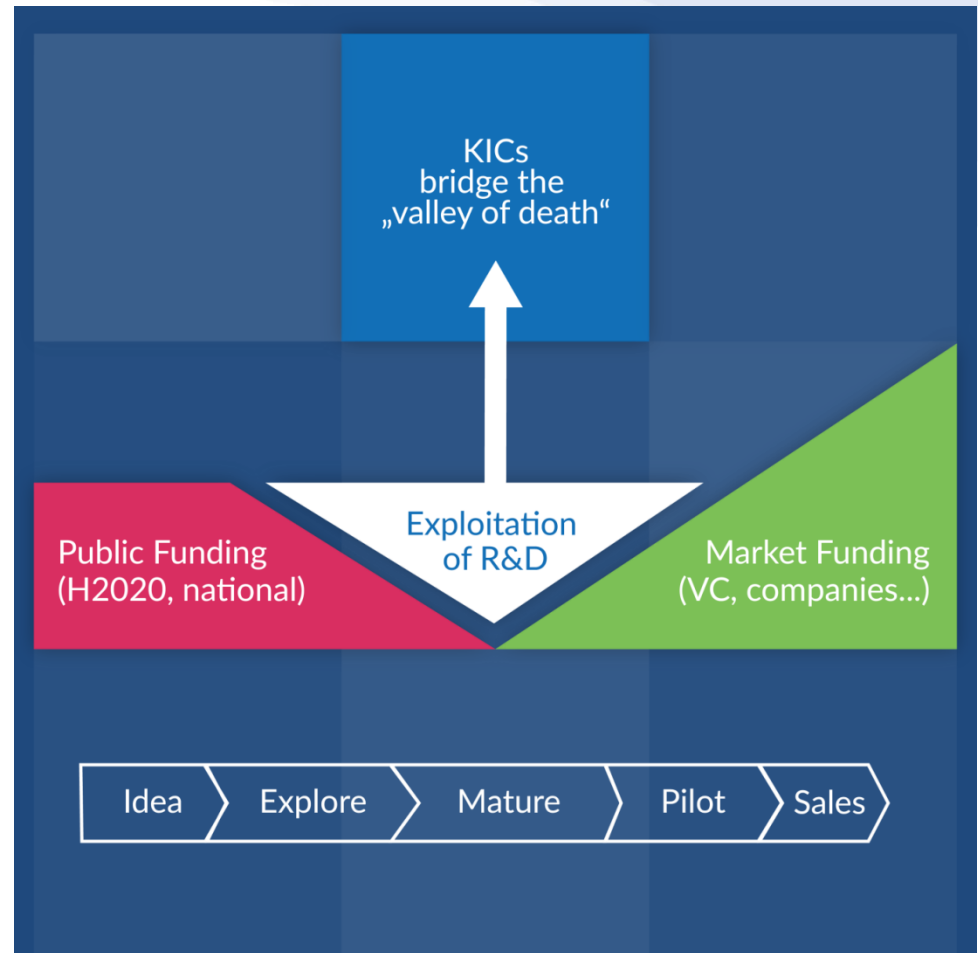 KICs
bridge the
„valley of death“
Exploitation
of R&D
Public Funding
(H2020, national)
Market Funding
(VC, companies...)
Idea
Explore
Mature
Pilot
Sales